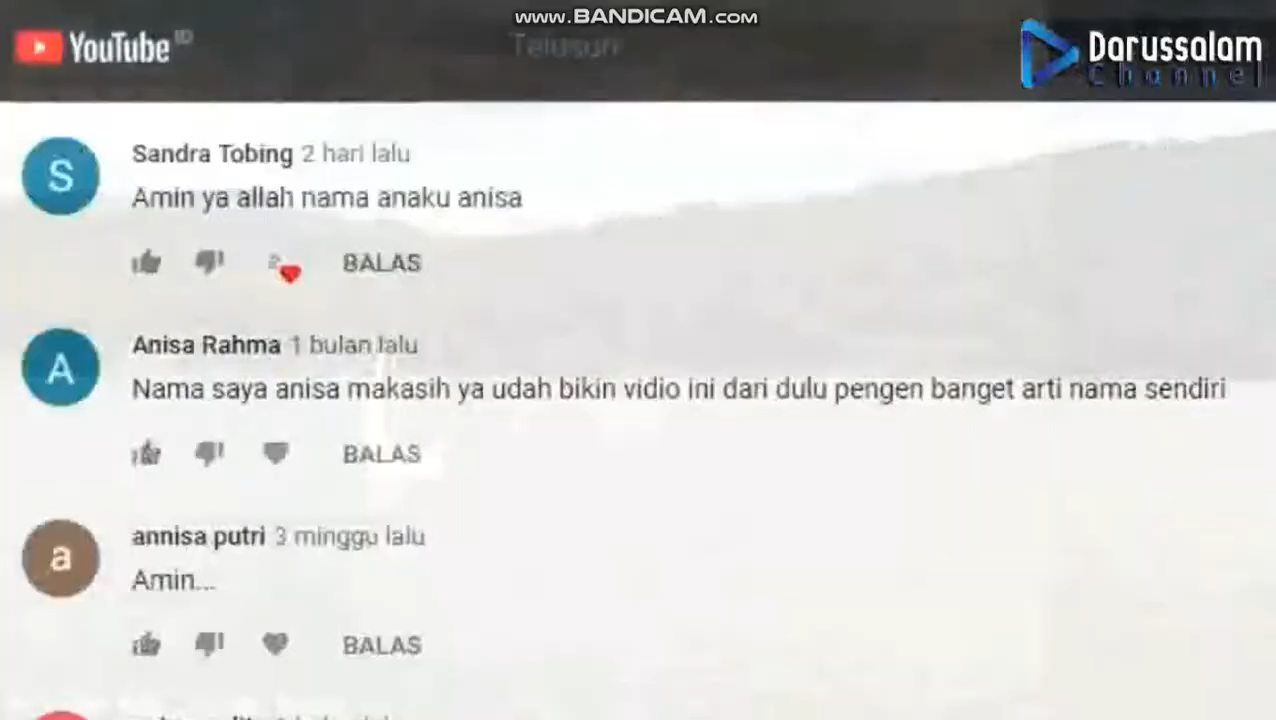 www.BANDICAM.com
YouTube ID
Telusuri
Darussalam
Channel
Sandra Tobing 2 hari lalu
Amin ya allah nama anaku anisa
BALAS
Anisa Rahma 1 bulan lalu
Nama saya anisa makasih ya udah bikin vidio ini dari dulu pengen banget arti nama sendiri
BALAS
annisa putri 3 minggu lalu
Amin...
BALAS